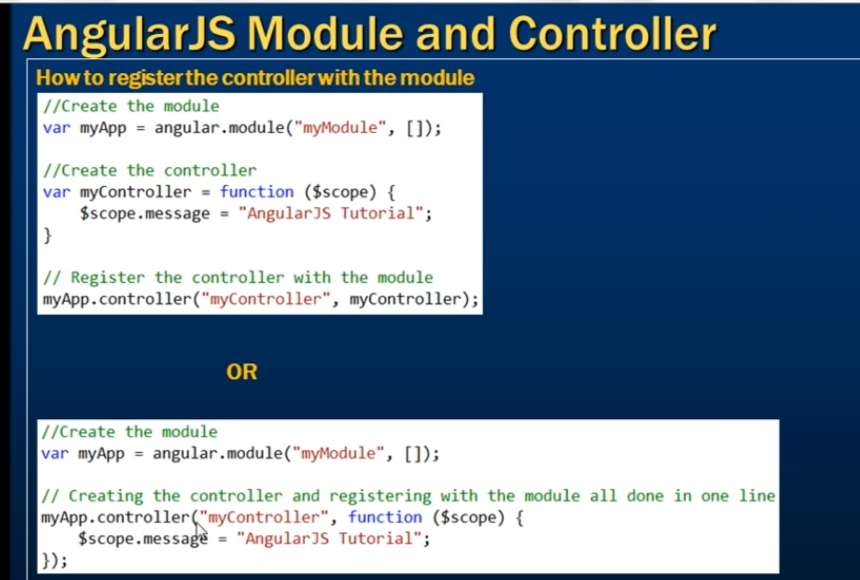 AngularJS Module and Controller
How to register the controller with the module
//Create the module
var myApp = angular.module("myModule", []);
//Create the controller
var myController = function ($scope) {
    $scope.message = "AngularJS Tutorial";
}
// Register the controller with the module
myApp.controller("myController", myController);
OR
//Create the module
var myApp = angular.module("myModule", []);
// Creating the controller and registering with the module all done in one line
myApp.controller("myController", function ($scope) {
    $scope.message = "AngularJS Tutorial";
});